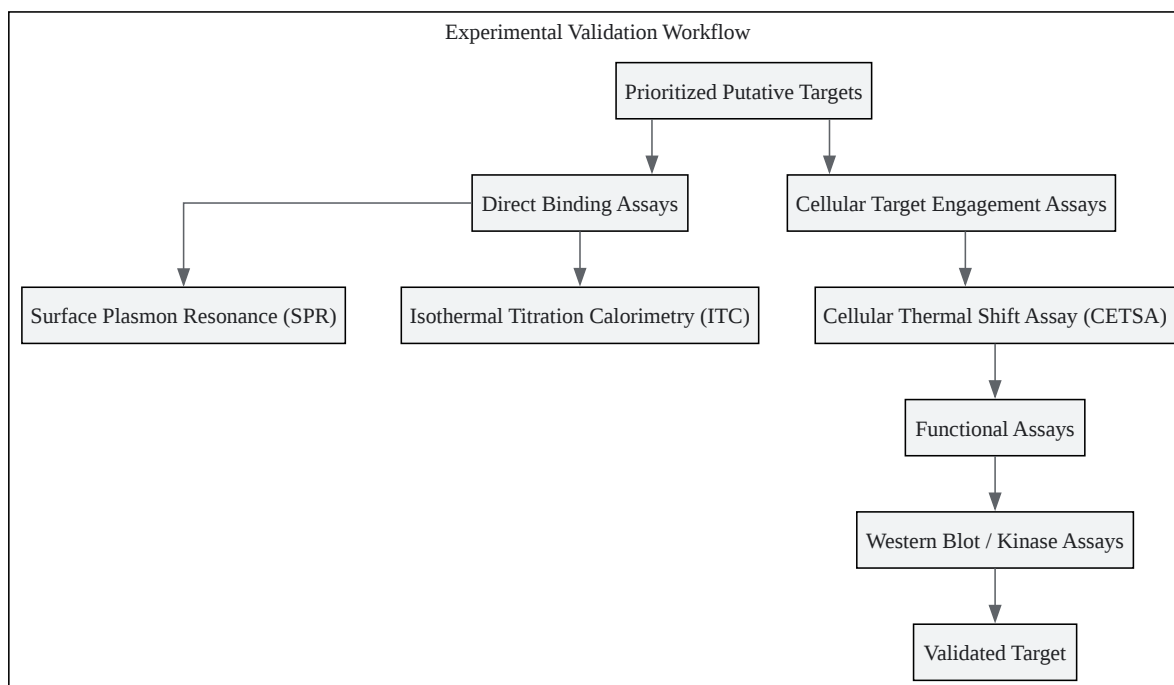 Experimental Validation Workflow
Prioritized Putative Targets
Direct Binding Assays
Cellular Target Engagement Assays
Surface Plasmon Resonance (SPR)
Isothermal Titration Calorimetry (ITC)
Cellular Thermal Shift Assay (CETSA)
Functional Assays
Western Blot / Kinase Assays
Validated Target